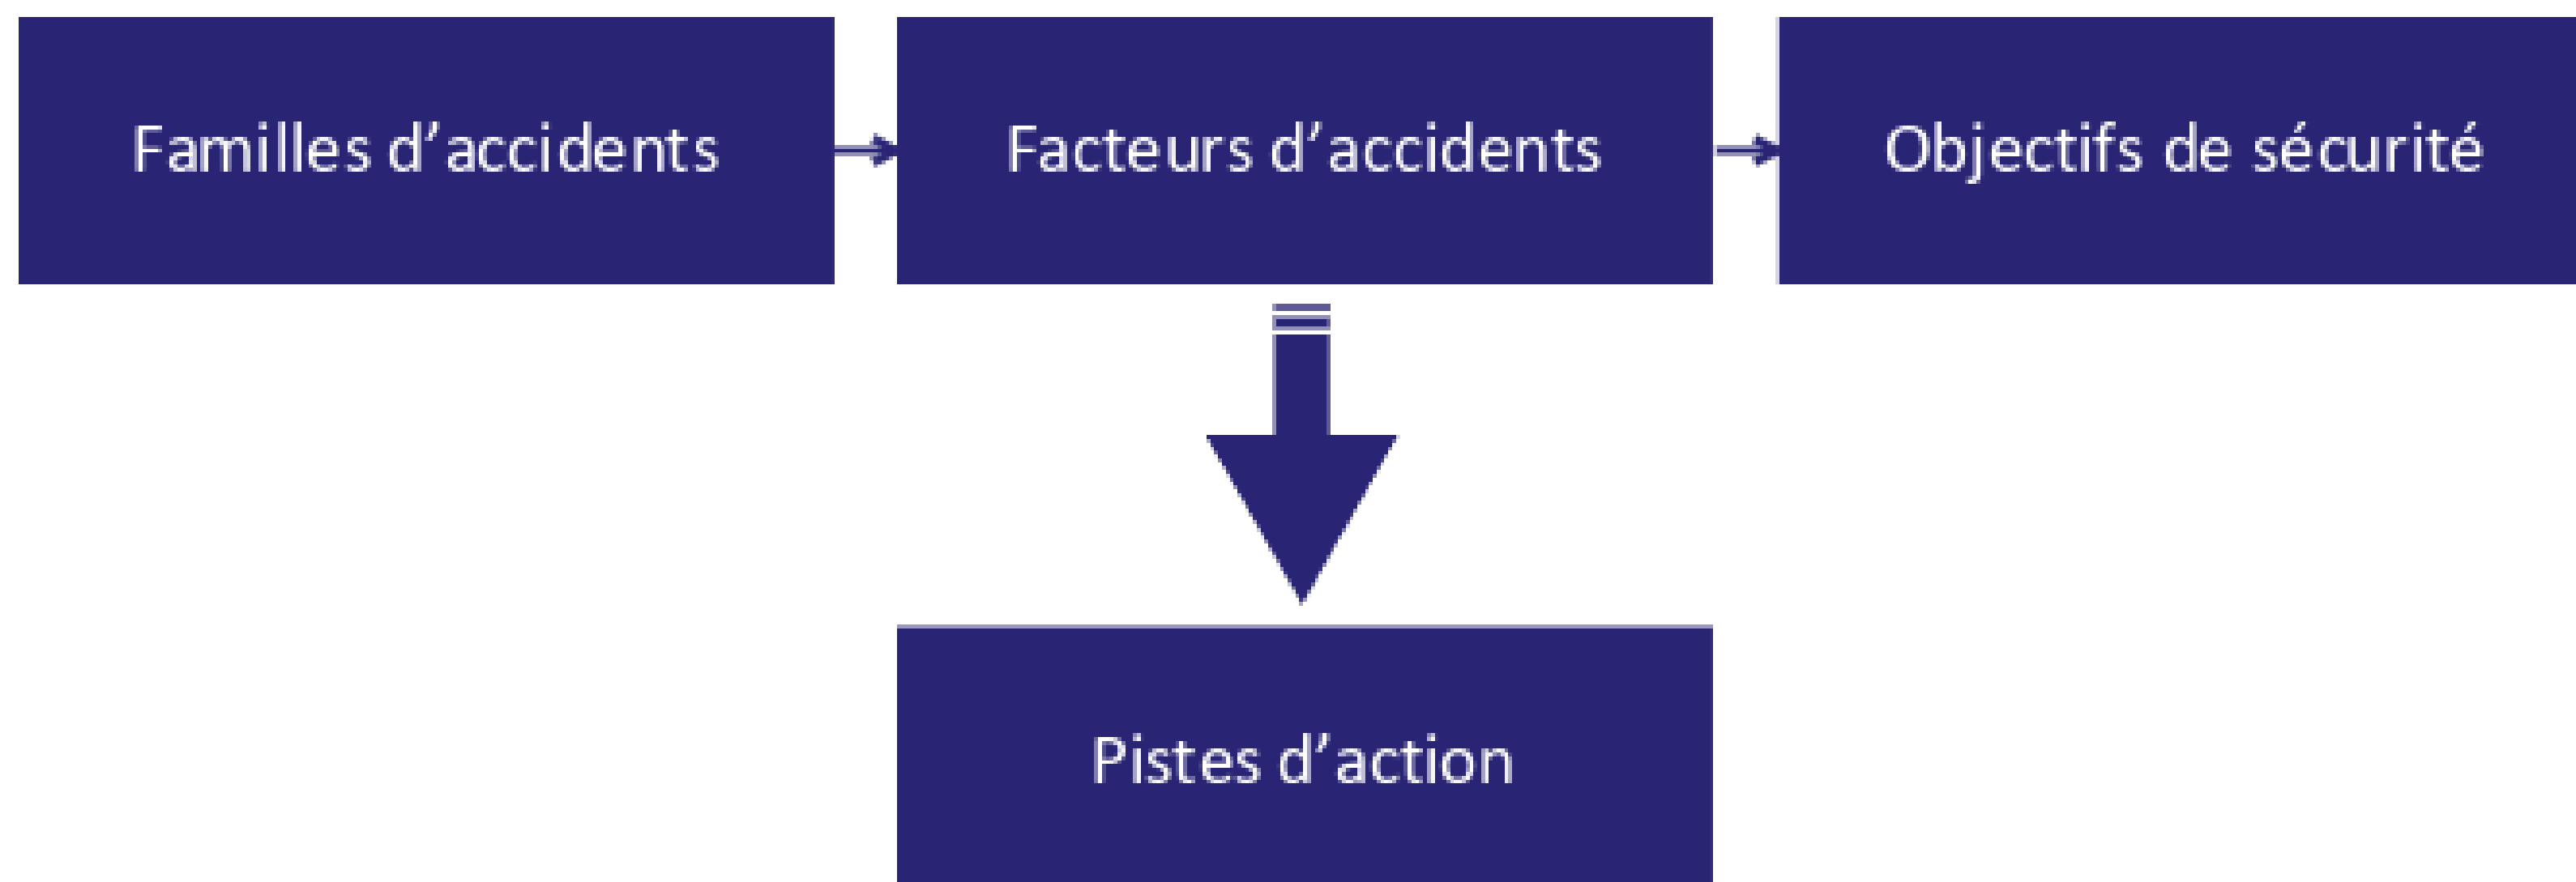 Familles d’accidents
Facteurs d’accidents
Objectifs de sécurité
Pistes d’action